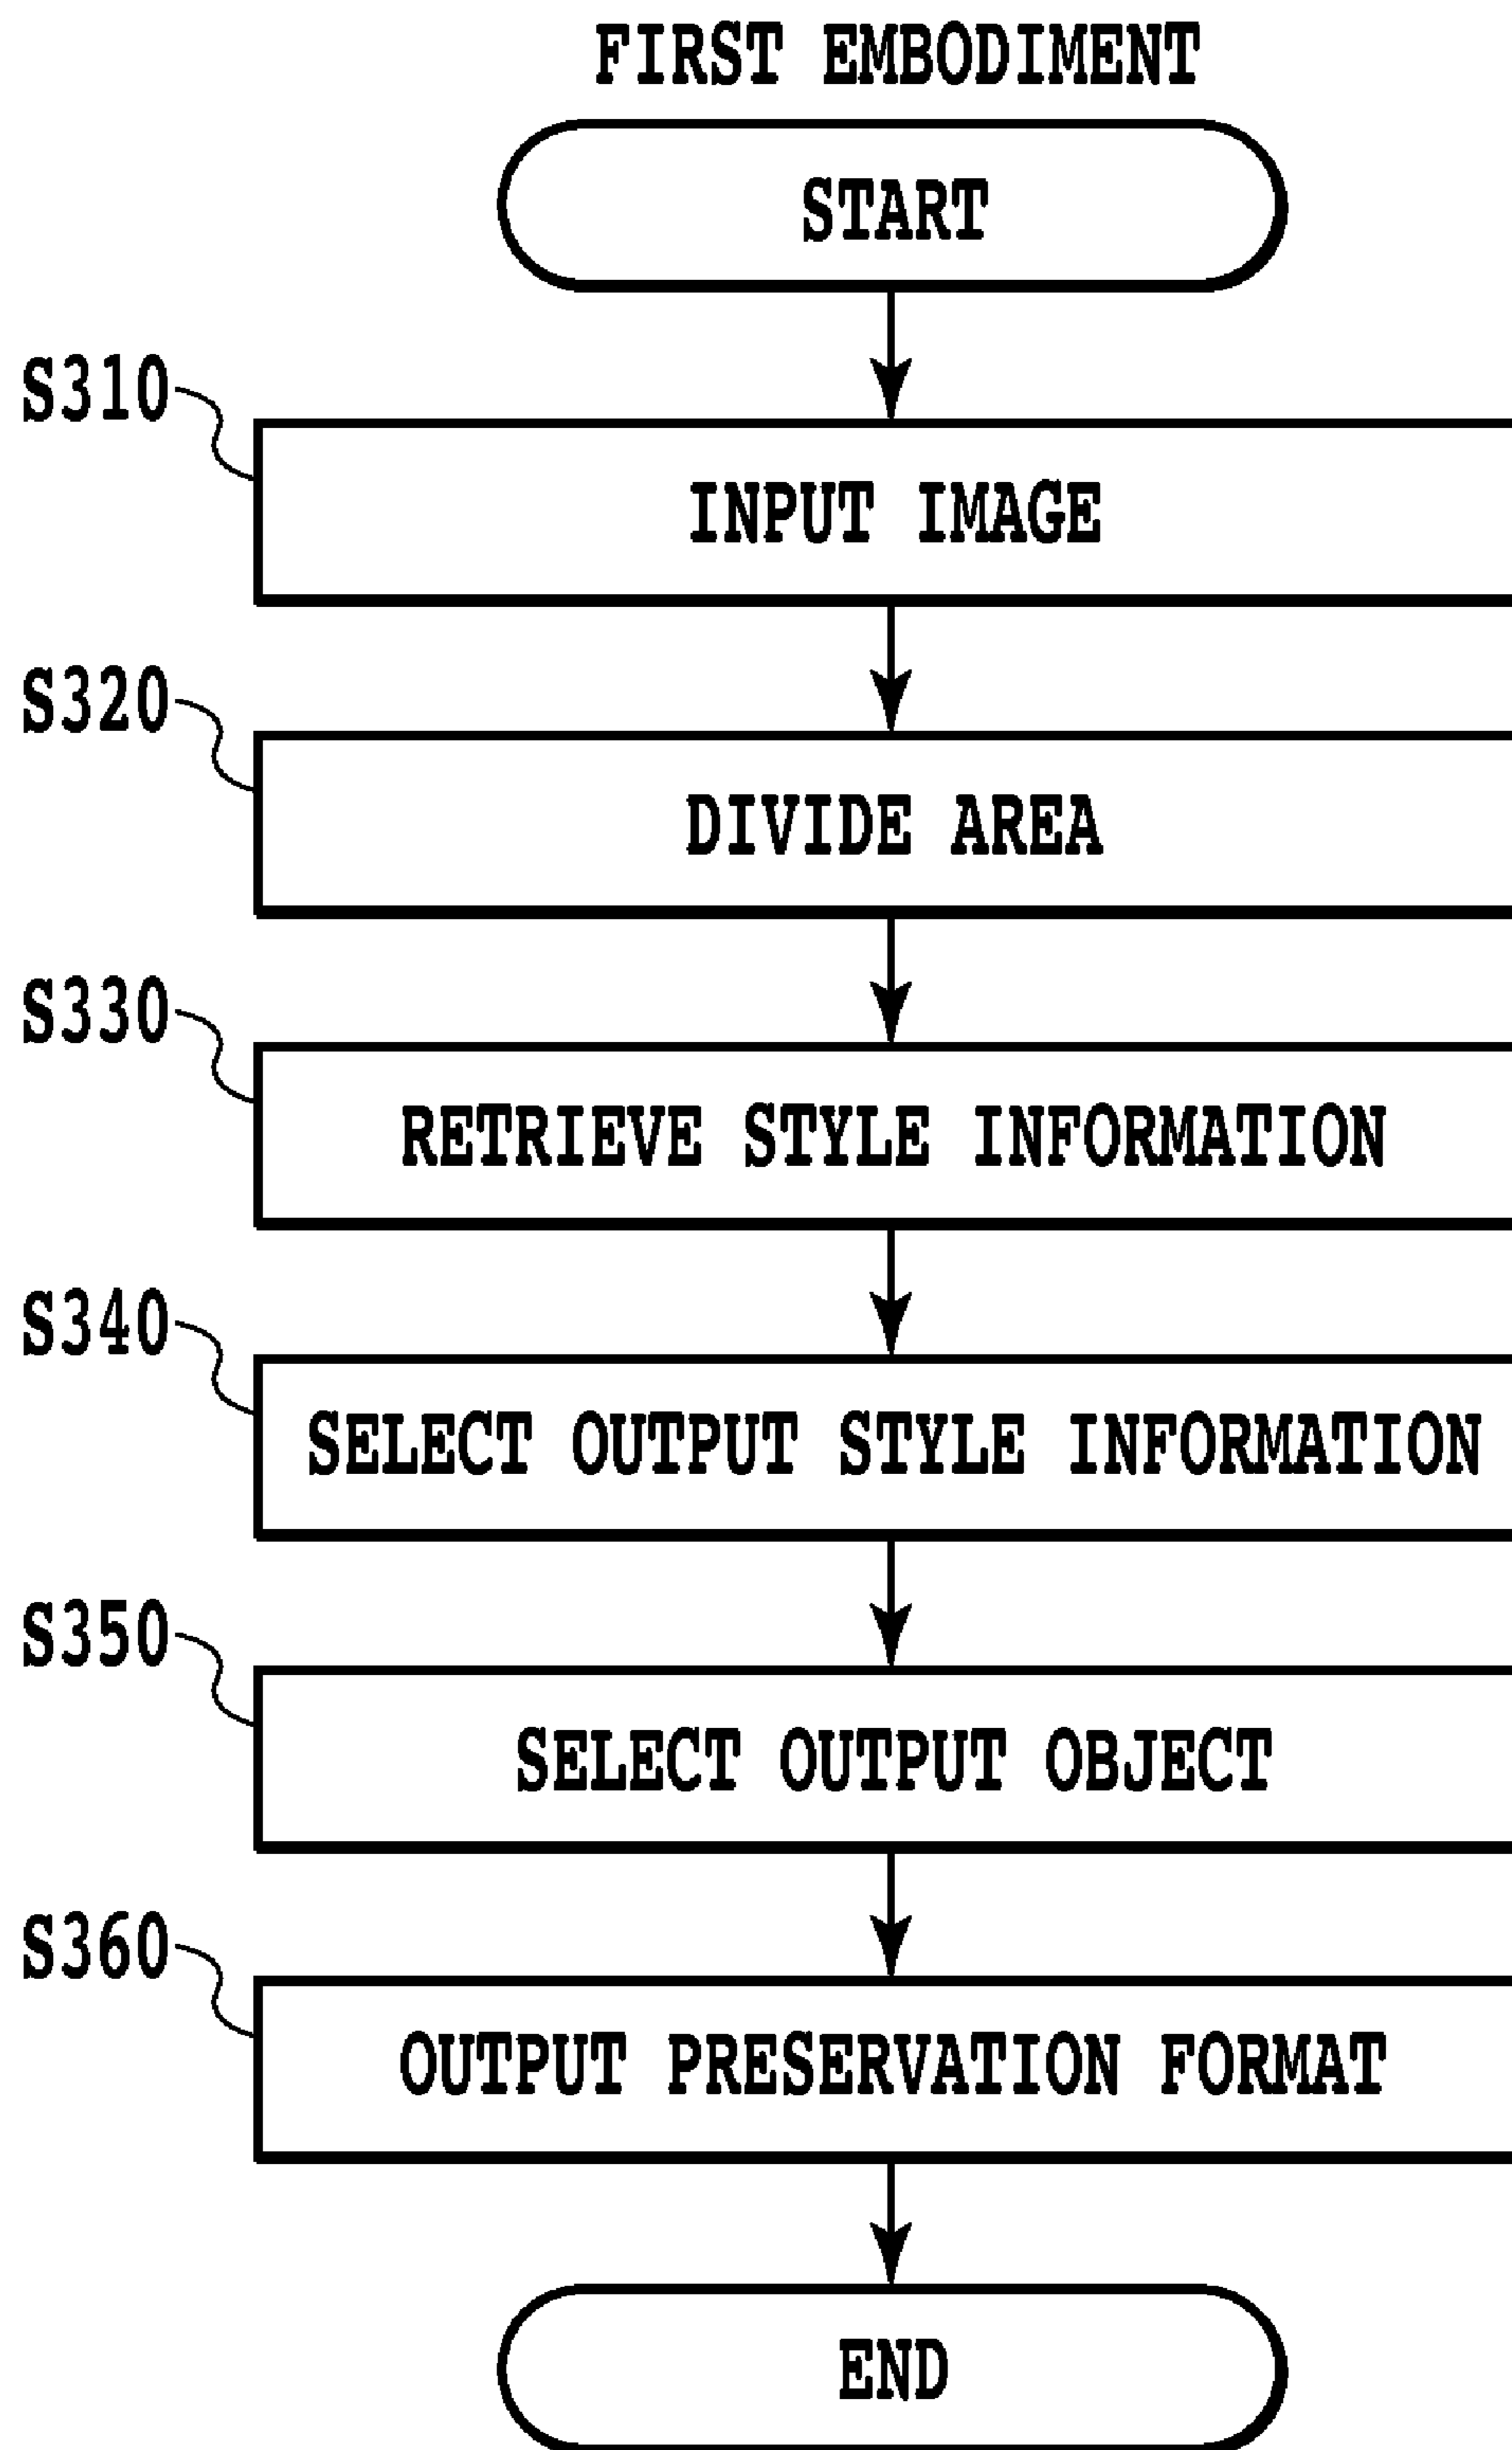 FIRST EMBODIMENT
START
S310
INPUT IMAGE
S320
DIVIDE AREA
S330
RETRIEVE STYLE INFORMATION
S340
SELECT OUTPUT STYLE INFORMATION
S350
SELECT OUTPUT OBJECT
S360
OUTPUT PRESERVATION FORMAT
END